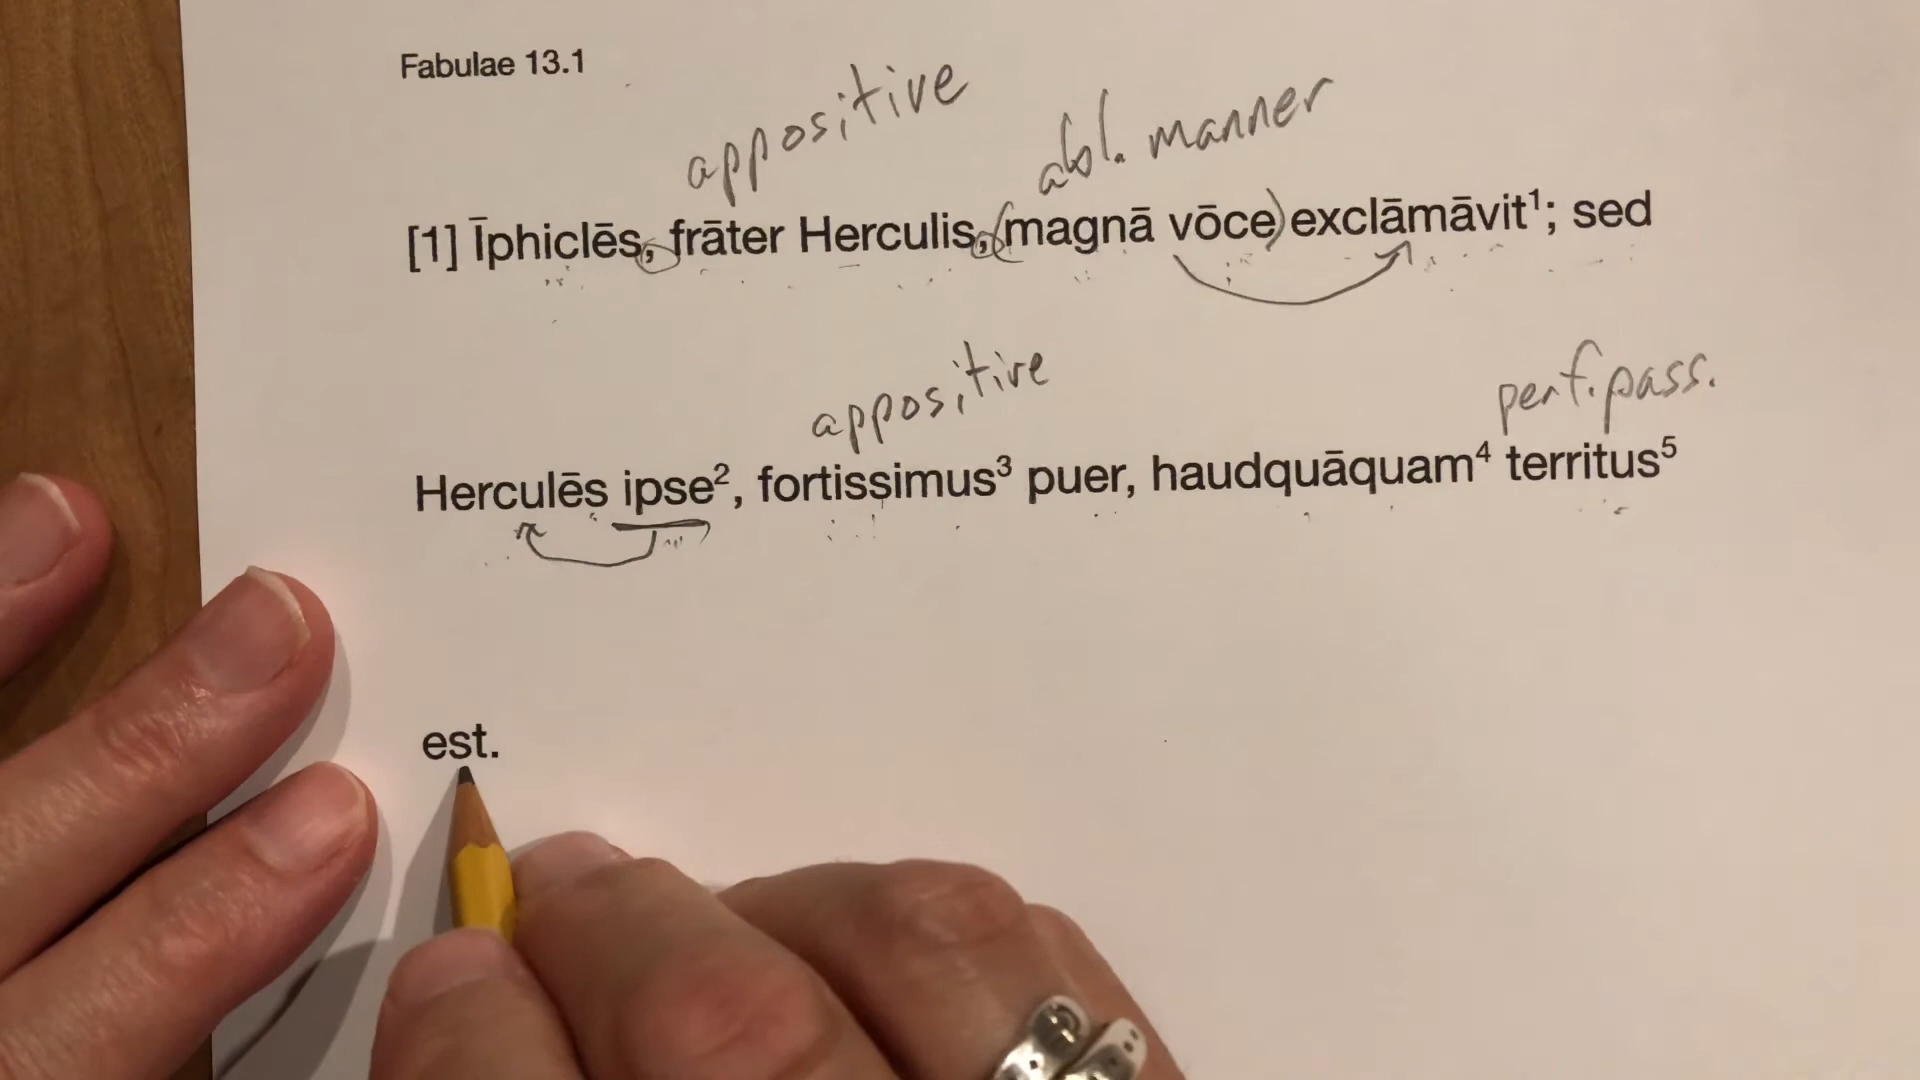 Fabulae 13.1
appositive abl. manner
[1] Īphiclēs, frāter Herculis, (magnā vōce) exclāmāvit¹; sed
appositive perf. pass.
Herculēs ipse², fortissimus³ puer, haudquāquam⁴ territus⁵
est.